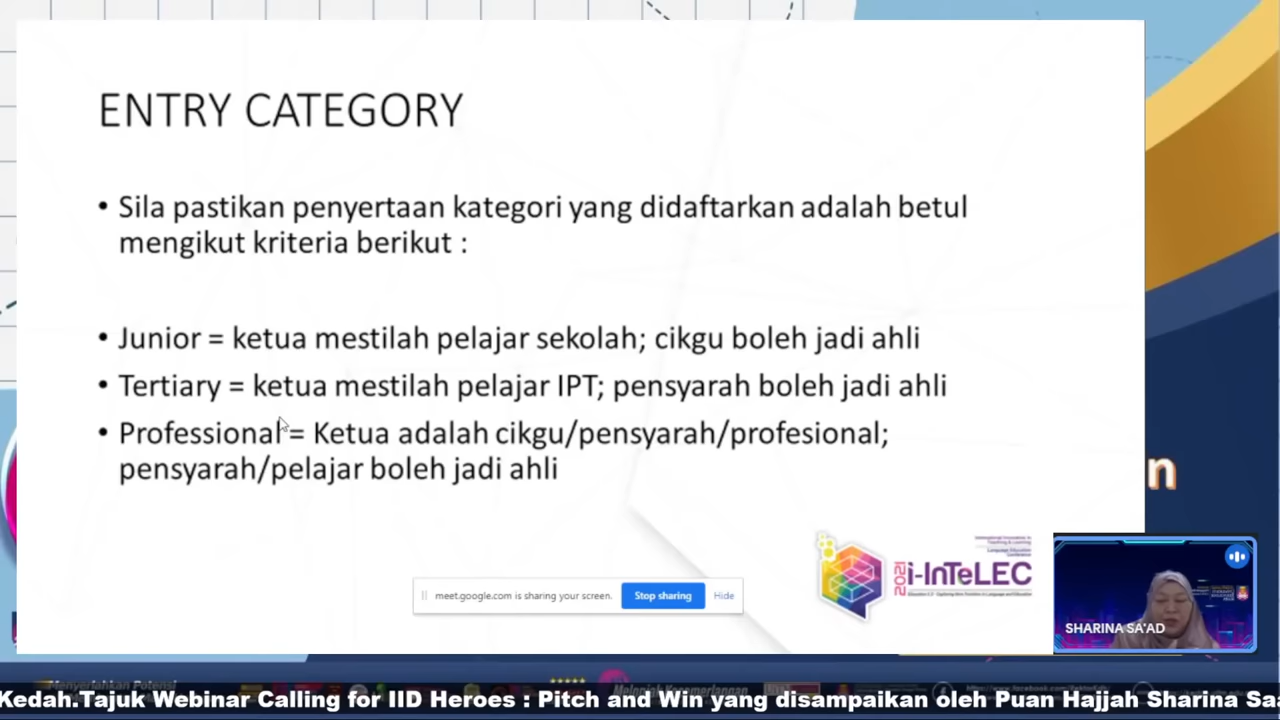 ENTRY CATEGORY
• Sila pastikan penyertaan kategori yang didaftarkan adalah betul
mengikut kriteria berikut :
• Junior = ketua mestilah pelajar sekolah; cikgu boleh jadi ahli
• Tertiary = ketua mestilah pelajar IPT; pensyarah boleh jadi ahli
• Professional = Ketua adalah cikgu/pensyarah/profesional;
pensyarah/pelajar boleh jadi ahli
n
meet.google.com is sharing your screen.
Stop sharing
Hide
2021 i-InTeLEC
SHARINA SA'AD
Menyerlahkan Potensi
Kedah.Tajuk Webinar Calling for IID Heroes : Pitch and Win yang disampaikan oleh Puan Hajjah Sharina Sa